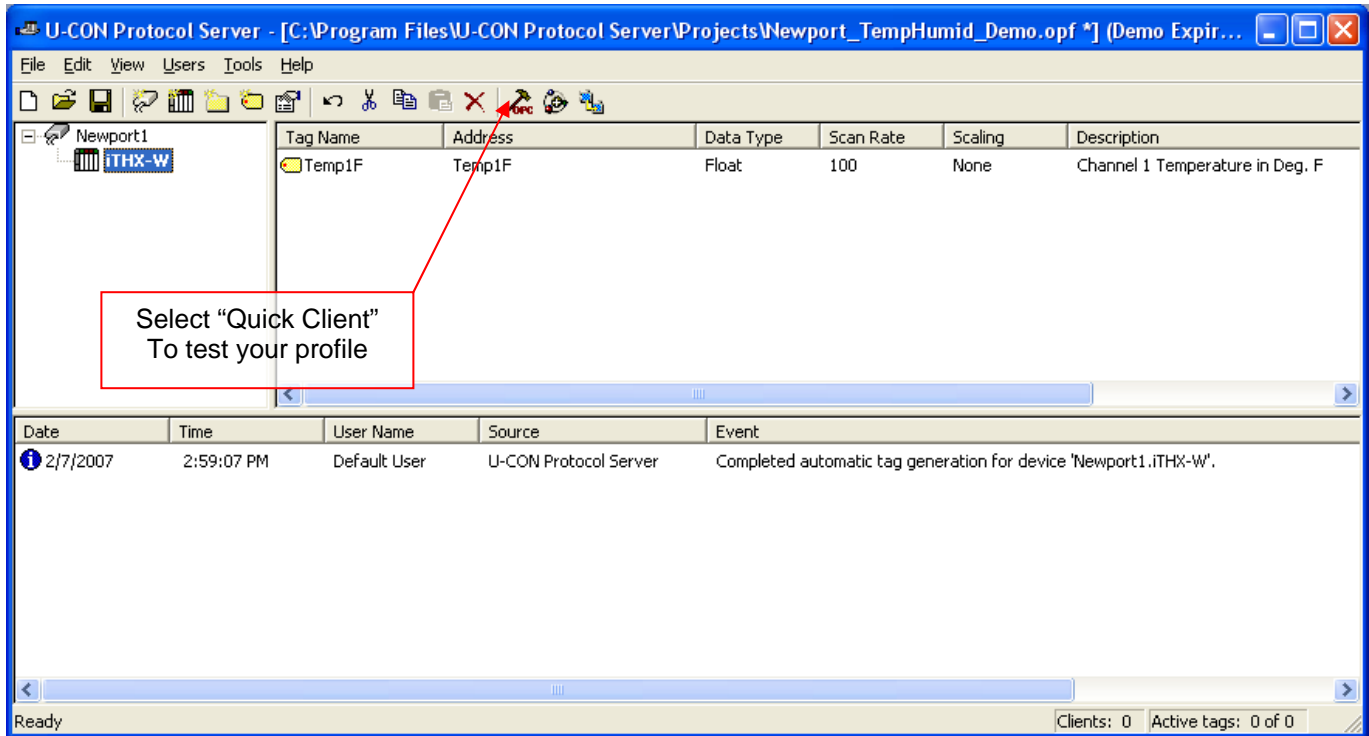 U-CON Protocol Server - [C:\Program Files\U-CON Protocol Server\Projects\Newport_TempHumid_Demo.opf *] (Demo Expir...
File Edit View Users Tools Help
OPC
Newport1
iTHX-W
Tag Name Address Data Type Scan Rate Scaling Description
Temp1F Temp1F Float 100 None Channel 1 Temperature in Deg. F
Select “Quick Client”
To test your profile
Date Time User Name Source Event
2/7/2007 2:59:07 PM Default User U-CON Protocol Server Completed automatic tag generation for device 'Newport1.iTHX-W'.
Ready Clients: 0 Active tags: 0 of 0